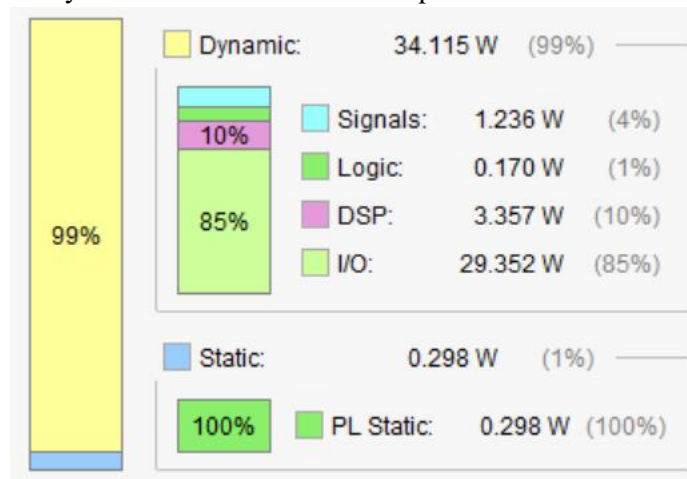 Dynamic: 34.115 W (99%)
Signals: 1.236 W (4%)
10%
Logic: 0.170 W (1%)
DSP: 3.357 W (10%)
99%
85%
I/O: 29.352 W (85%)
Static: 0.298 W (1%)
100%
PL Static: 0.298 W (100%)